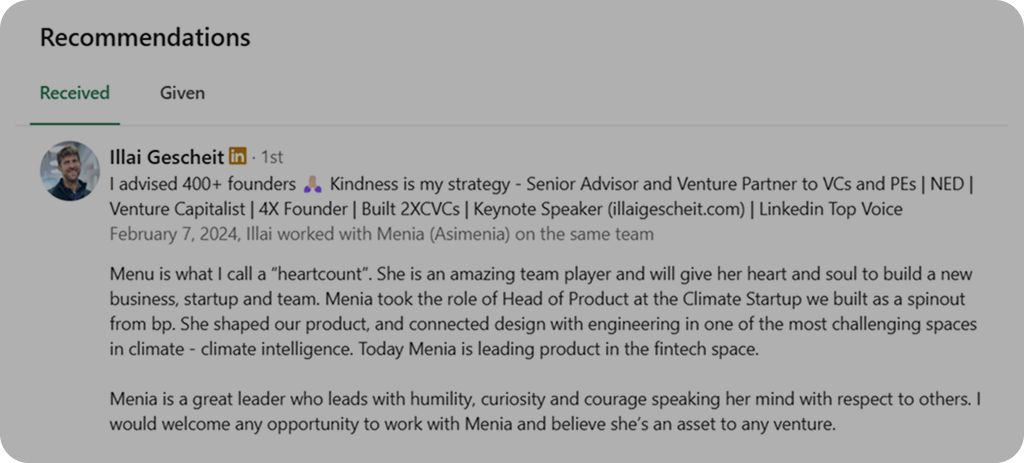 Recommendations
Received Given
Illai Gescheit in · 1st
I advised 400+ founders 🙏🏼 Kindness is my strategy - Senior Advisor and Venture Partner to VCs and PEs | NED |
Venture Capitalist | 4X Founder | Built 2XCVCs | Keynote Speaker (illaigescheit.com) | Linkedin Top Voice
February 7, 2024, Illai worked with Menia (Asimenia) on the same team
Menu is what I call a “heartcount”. She is an amazing team player and will give her heart and soul to build a new
business, startup and team. Menia took the role of Head of Product at the Climate Startup we built as a spinout
from bp. She shaped our product, and connected design with engineering in one of the most challenging spaces
in climate - climate intelligence. Today Menia is leading product in the fintech space.
Menia is a great leader who leads with humility, curiosity and courage speaking her mind with respect to others. I
would welcome any opportunity to work with Menia and believe she’s an asset to any venture.